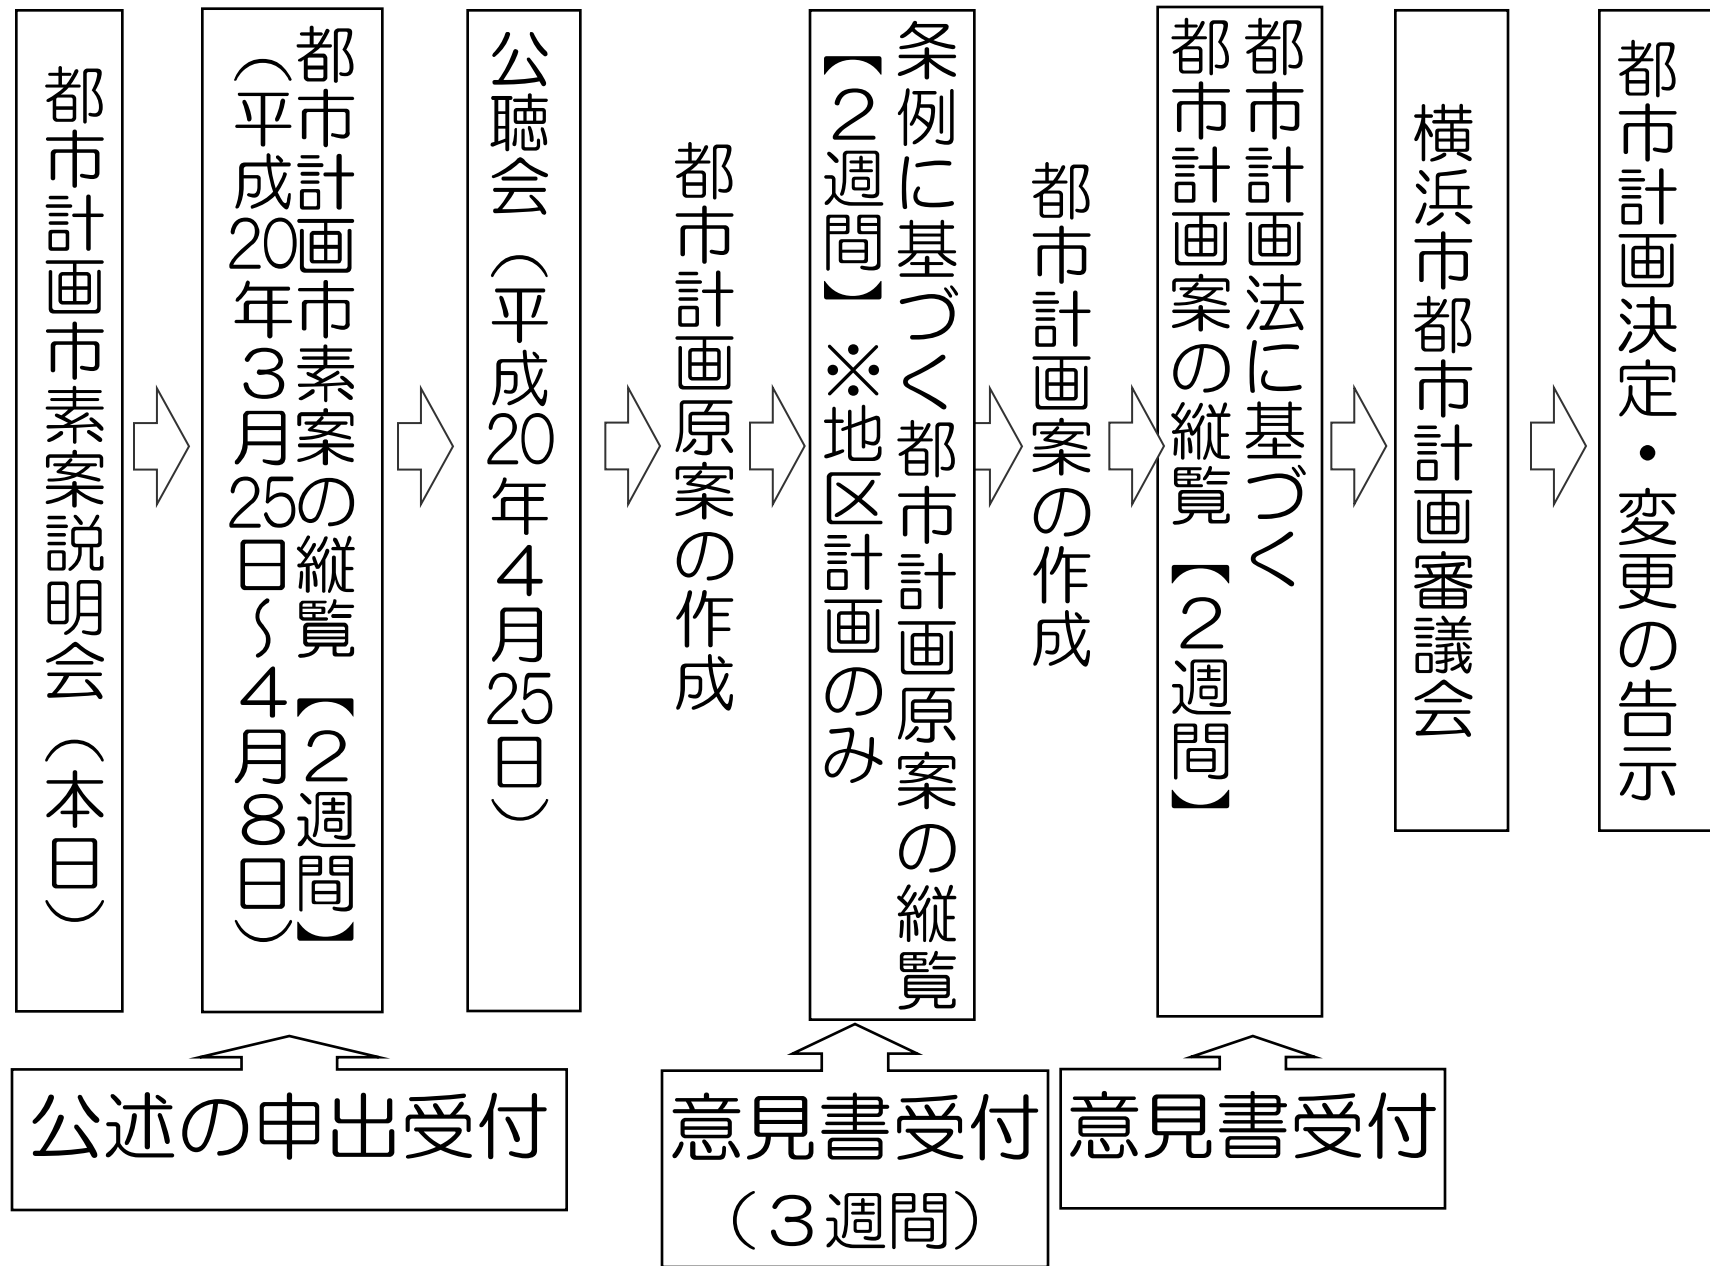 都市計画市素案説明会（本日）
都市計画市素案の縦覧【２週間】
（平成20年３月25日～４月８日）
公聴会（平成20年４月25日）
都市計画原案の作成
条例に基づく都市計画原案の縦覧
【２週間】※地区計画のみ
都市計画案の作成
都市計画法に基づく
都市計画案の縦覧【２週間】
横浜市都市計画審議会
都市計画決定・変更の告示
公述の申出受付
意見書受付
（３週間）
意見書受付